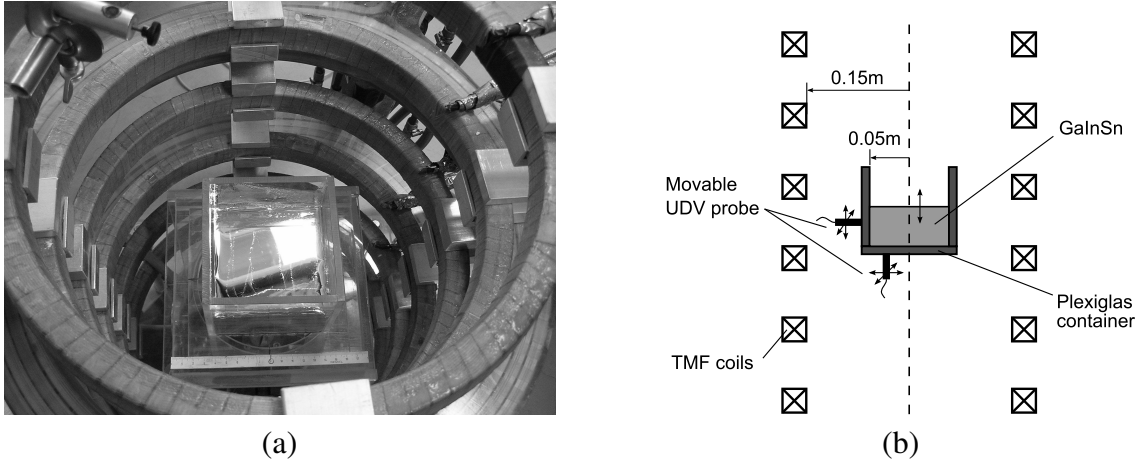 0.15m
GaInSn
0.05m
Movable
UDV probe
Plexiglas
container
TMF coils
(a)
(b)